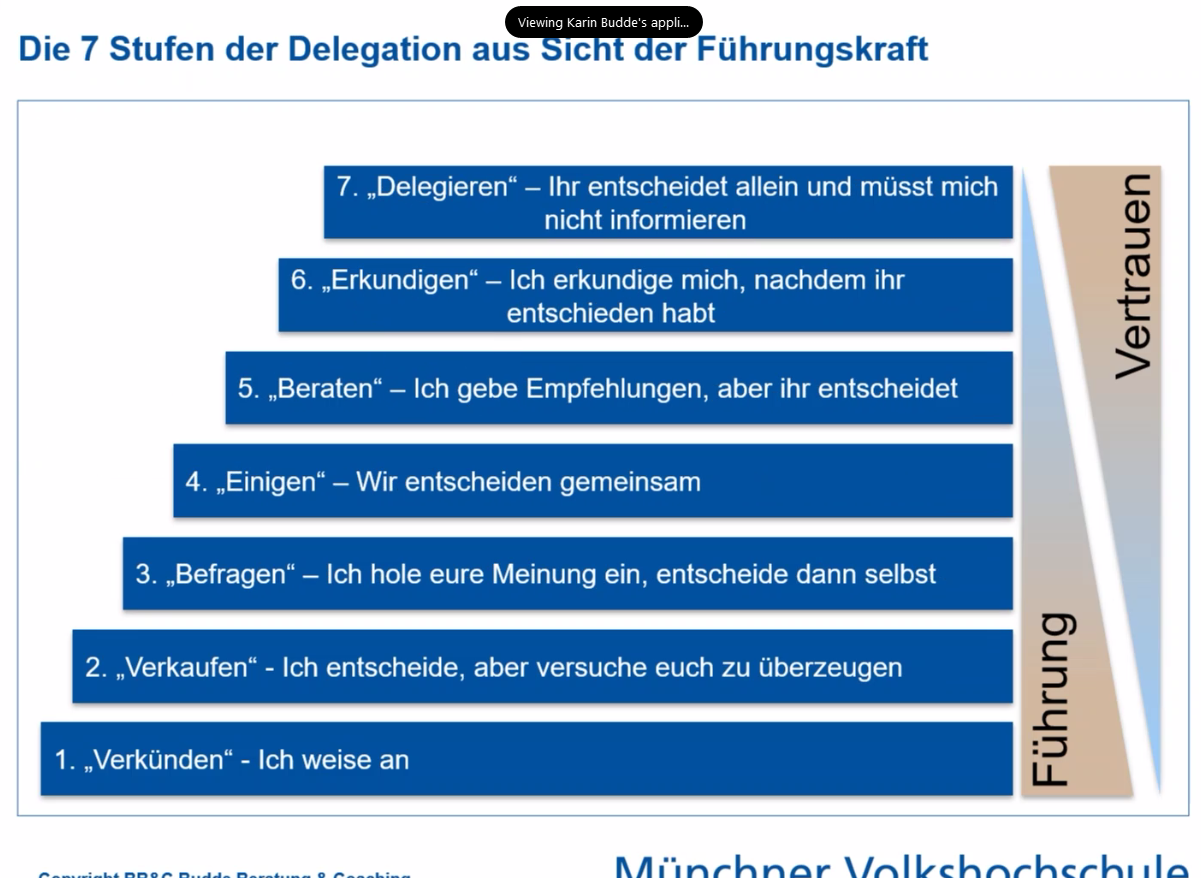 Viewing Karin Budde's appli...
Die 7 Stufen der Delegation aus Sicht der Führungskraft
7. „Delegieren“ – Ihr entscheidet allein und müsst mich
nicht informieren
6. „Erkundigen“ – Ich erkundige mich, nachdem ihr
entschieden habt
5. „Beraten“ – Ich gebe Empfehlungen, aber ihr entscheidet
4. „Einigen“ – Wir entscheiden gemeinsam
3. „Befragen“ – Ich hole eure Meinung ein, entscheide dann selbst
2. „Verkaufen“ - Ich entscheide, aber versuche euch zu überzeugen
1. „Verkünden“ - Ich weise an
Führung
Vertrauen
Copyright BB&C Budde Beratung & Coaching
Münchner Volkshochschule